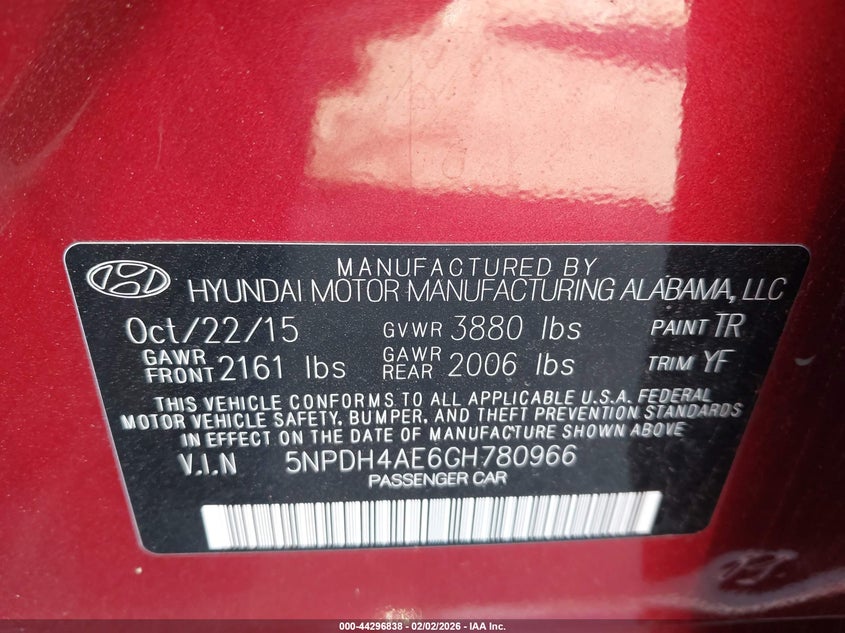 MANUFACTURED BY
HYUNDAI MOTOR MANUFACTURING ALABAMA, LLC
Oct/22/15 GVWR 3880 lbs PAINT TR
GAWR FRONT 2161 lbs GAWR REAR 2006 lbs TRIM YF
THIS VEHICLE CONFORMS TO ALL APPLICABLE U.S.A. FEDERAL
MOTOR VEHICLE SAFETY, BUMPER, AND THEFT PREVENTION STANDARDS
IN EFFECT ON THE DATE OF MANUFACTURE SHOWN ABOVE
V.I.N 5NPDH4AE6GH780966
PASSENGER CAR
000-44296838 - 02/02/2026 - IAA Inc.